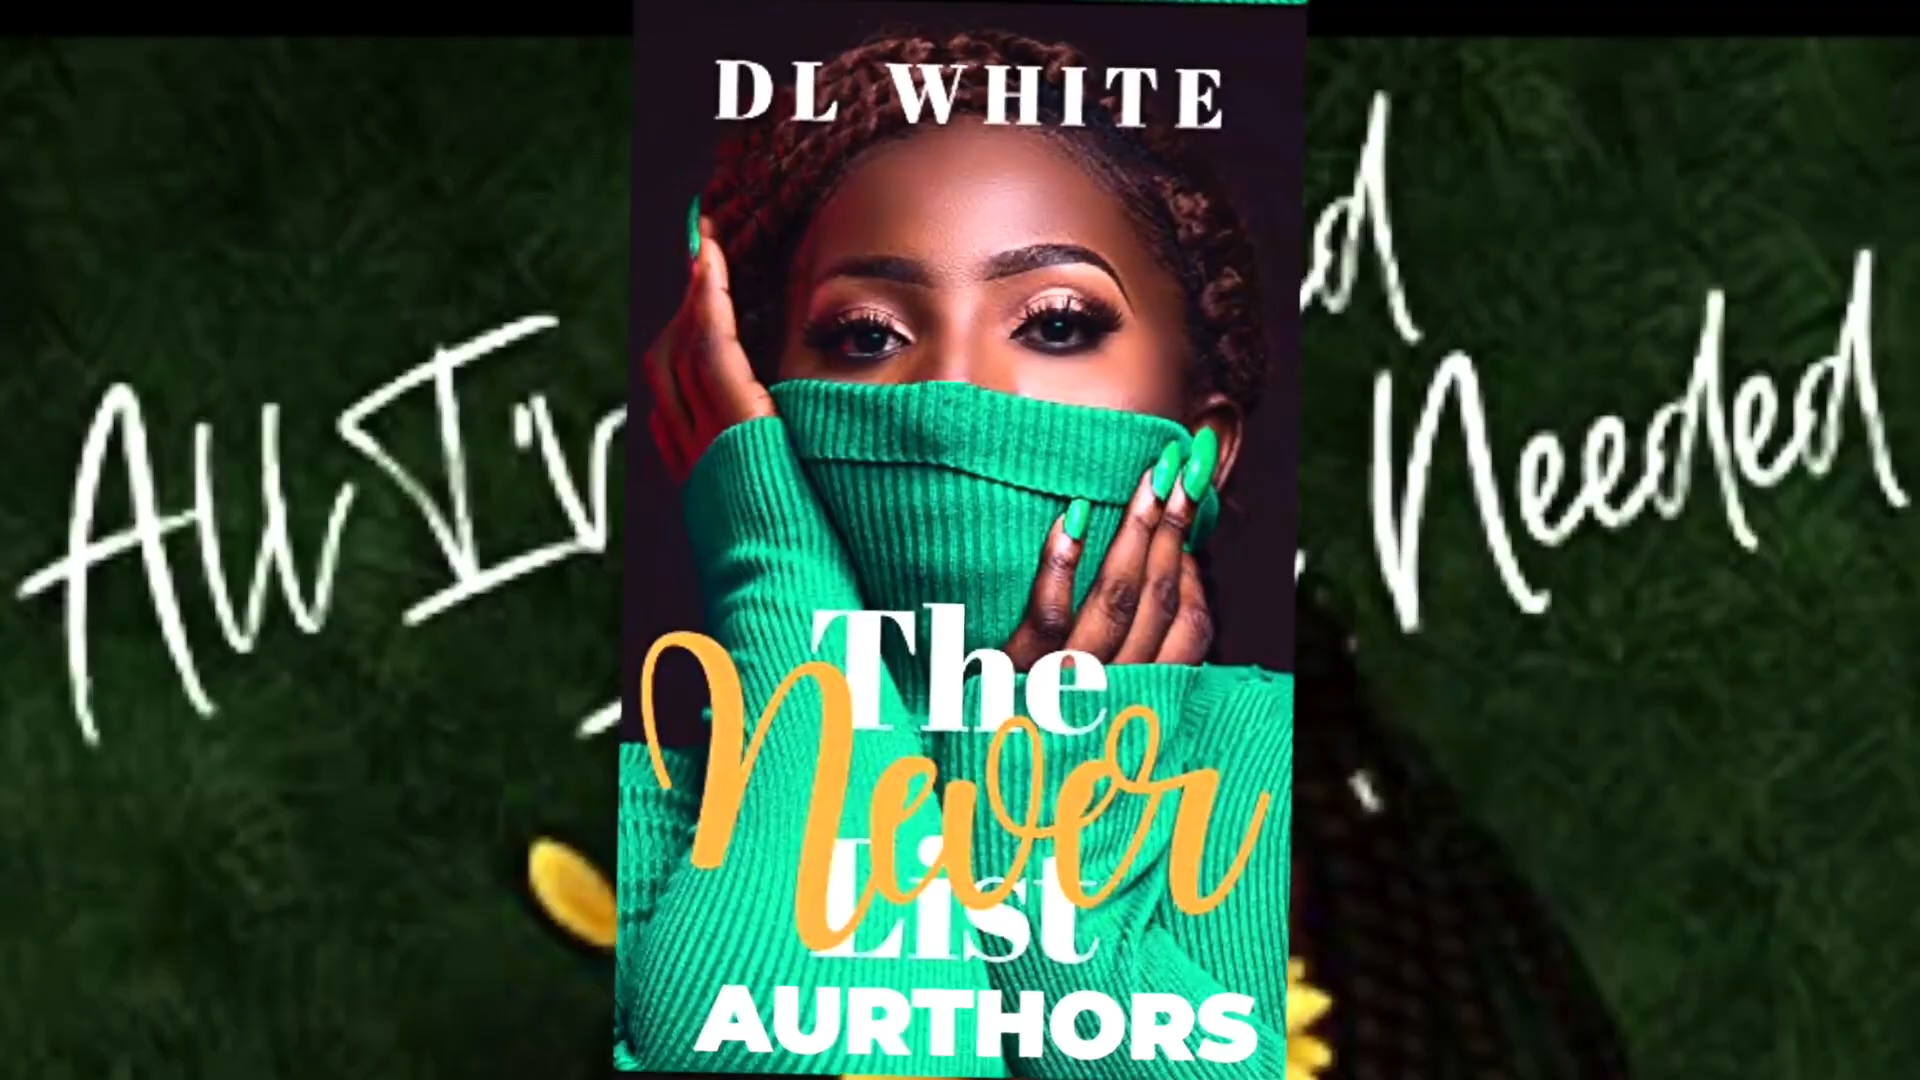 DL WHITE
All I'v
d
Needed
The
Never
List
AURTHORS